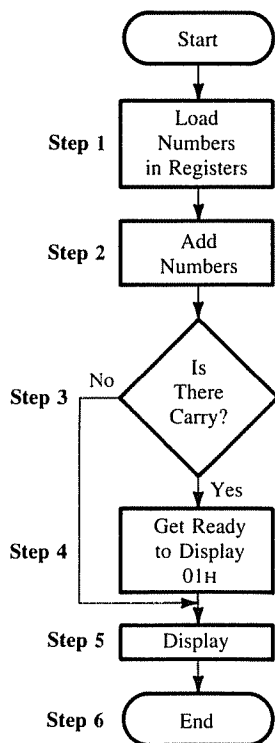 Start
Step 1
Load
Numbers
in Registers
Step 2
Add
Numbers
Step 3
No
Is
There
Carry?
Yes
Step 4
Get Ready
to Display
01H
Step 5
Display
Step 6
End